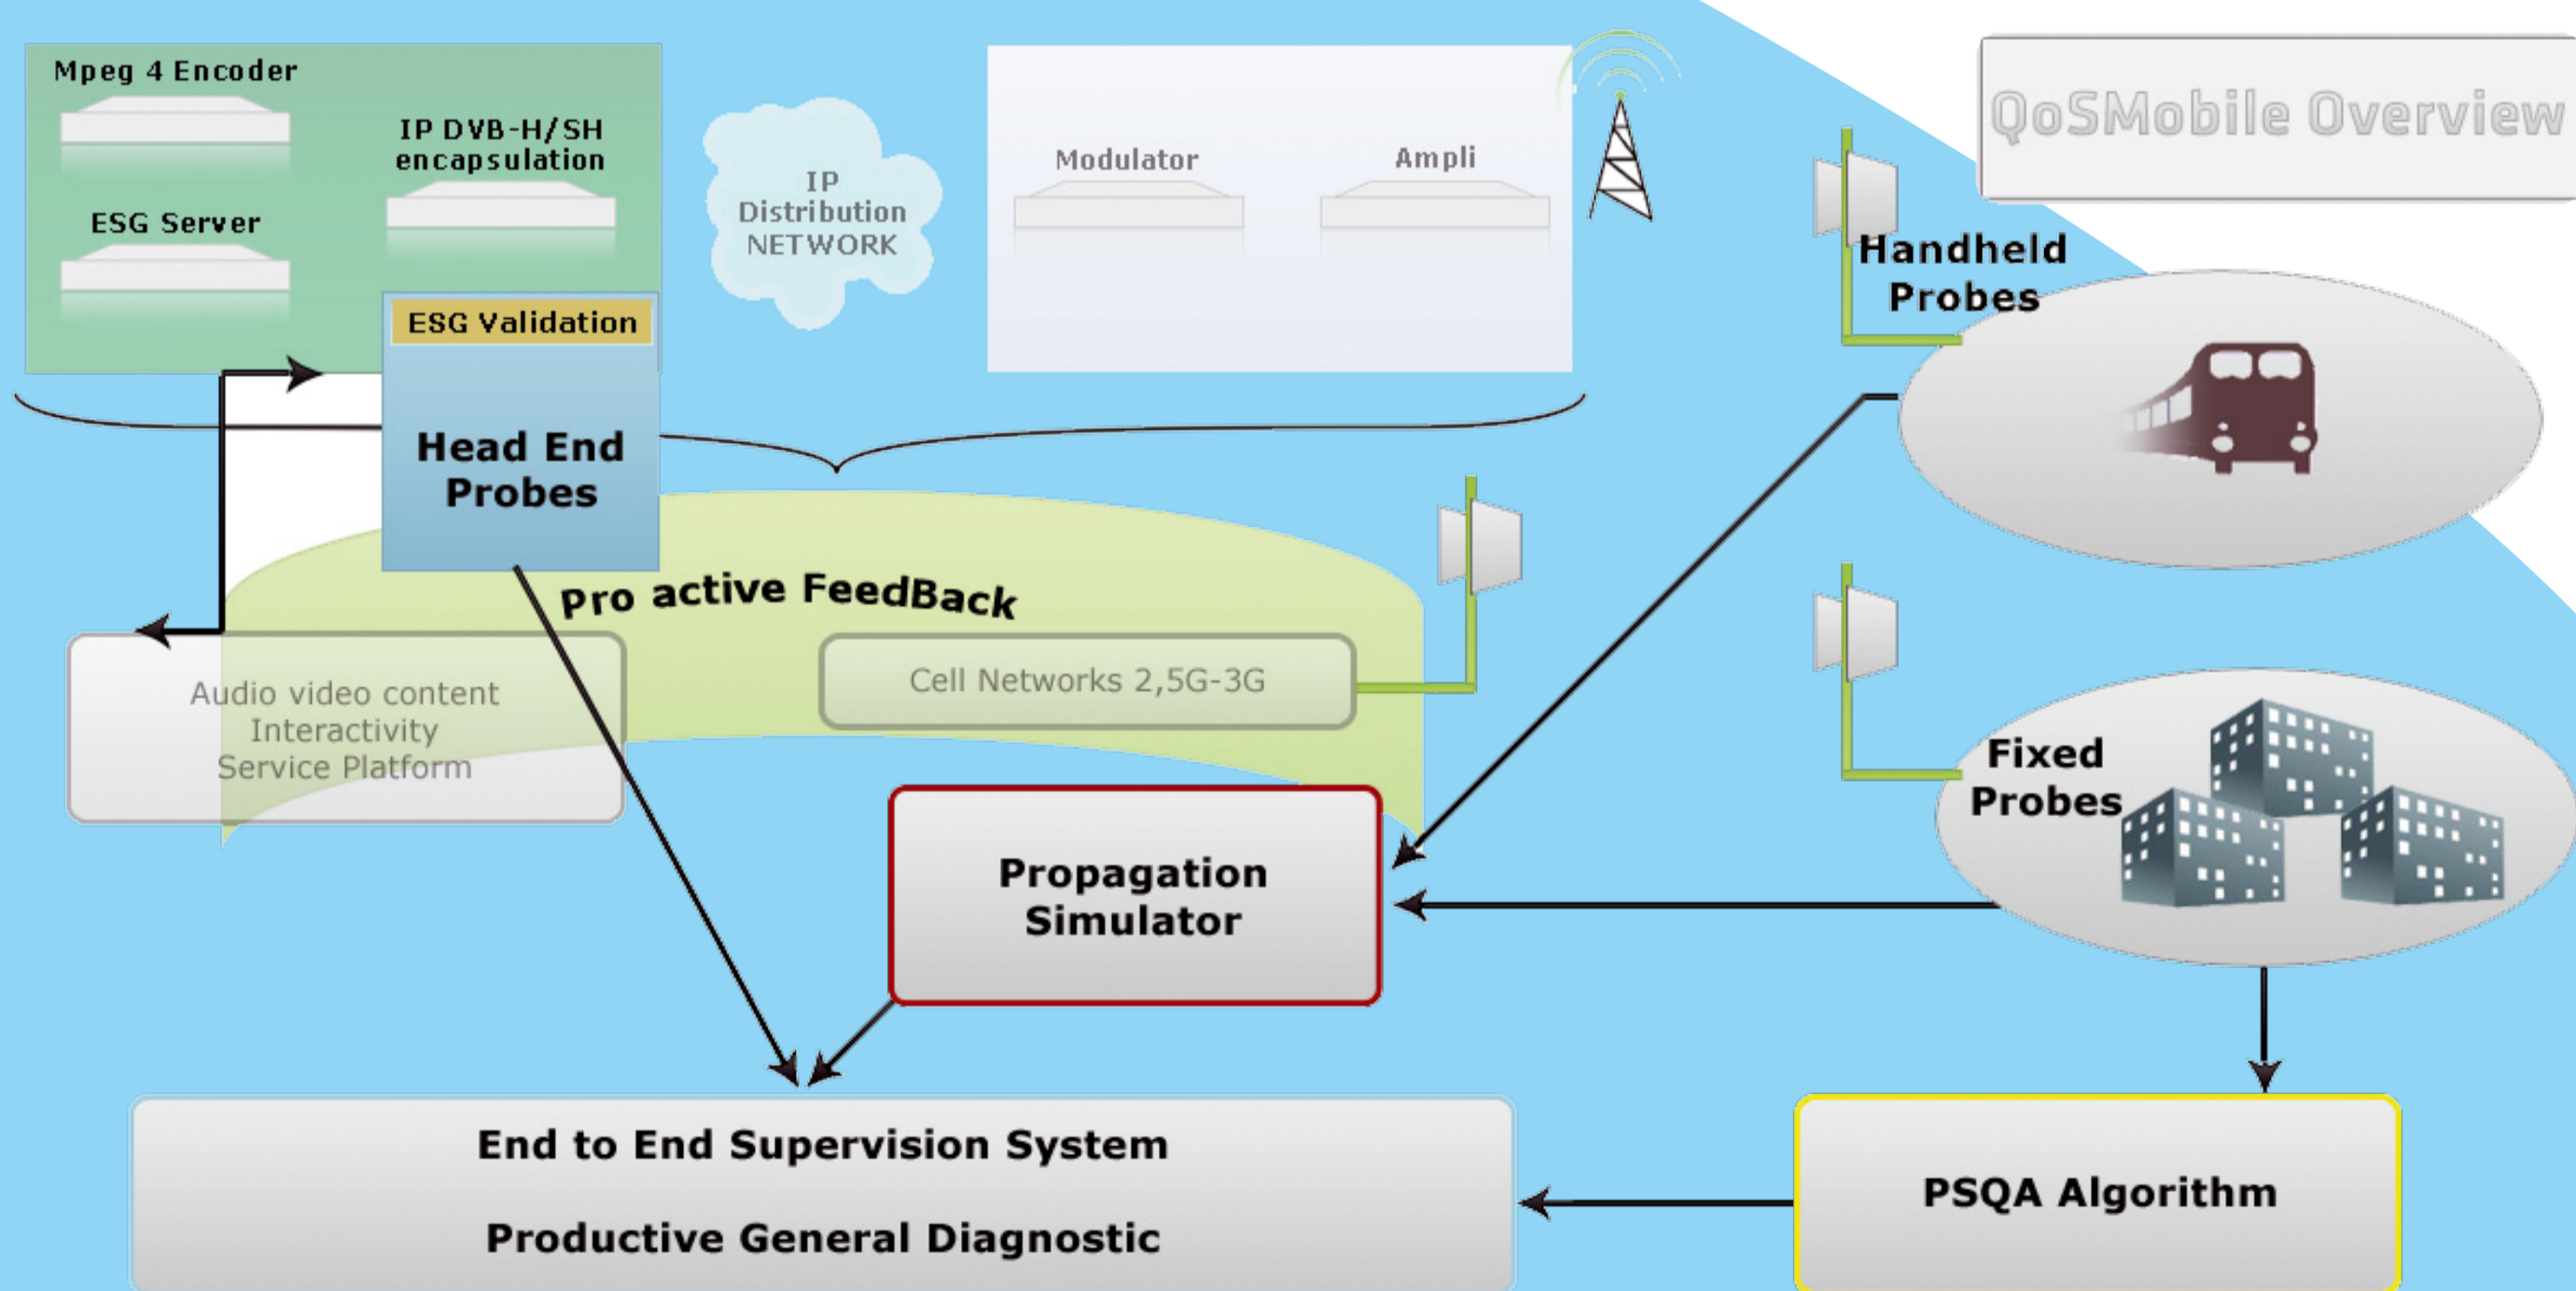 Mpeg 4 Encoder
IP DVB-H/SH
encapsulation
ESG Server
ESG Validation
Head End
Probes
IP
Distribution
NETWORK
Modulator
Ampli
QoSMobile Overview
Handheld
Probes
Pro active FeedBack
Audio video content
Interactivity
Service Platform
Cell Networks 2,5G-3G
Fixed
Probes
Propagation
Simulator
End to End Supervision System
Productive General Diagnostic
PSQA Algorithm